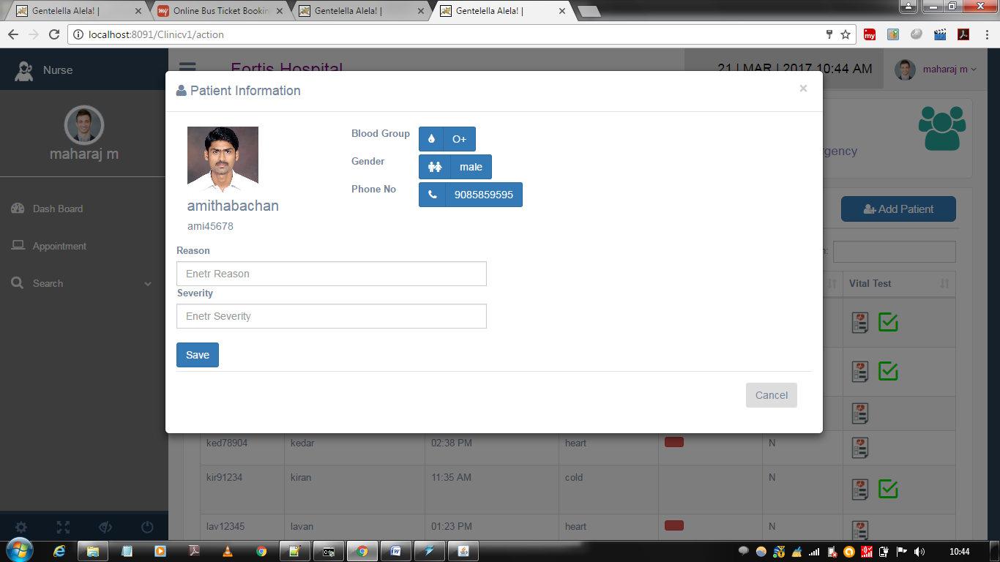 Gentelella Alela! |
Online Bus Ticket Bookin
Gentelella Alela! |
Gentelella Alela! |
localhost:8091/Clinicv1/action
Nurse
Fortis Hospital
21 | MAR | 2017 10:44 AM
maharaj m
maharaj m
Dash Board
Appointment
Search
Patient Information
×
Blood Group
O+
Gender
male
Phone No
9085859595
amithabachan
ami45678
Reason
Enetr Reason
Severity
Enetr Severity
Save
Cancel
rgency
Add Patient
Vital Test
ked78904 kedar 02:38 PM heart N
kir91234 kiran 11:35 AM cold N
lav12345 lavan 01:23 PM heart N
10:44